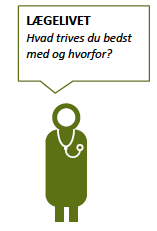 LÆGELIVET
Hvad trives du bedst
med og hvorfor?